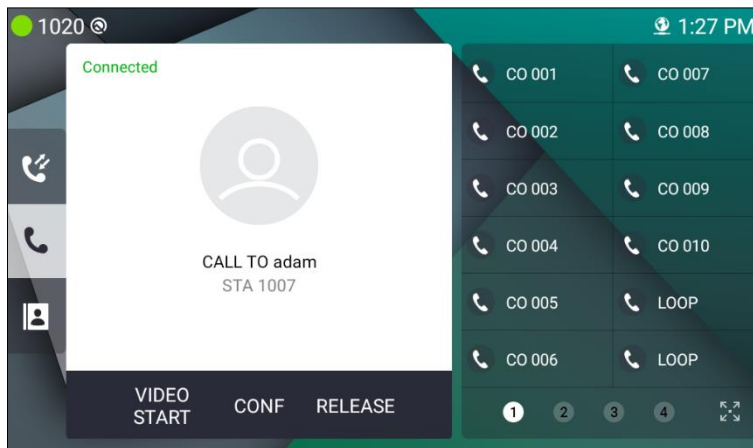 1020
1:27 PM
Connected
CALL TO adam
STA 1007
VIDEO
START
CONF
RELEASE
CO 001
CO 007
CO 002
CO 008
CO 003
CO 009
CO 004
CO 010
CO 005
LOOP
CO 006
LOOP
1 2 3 4